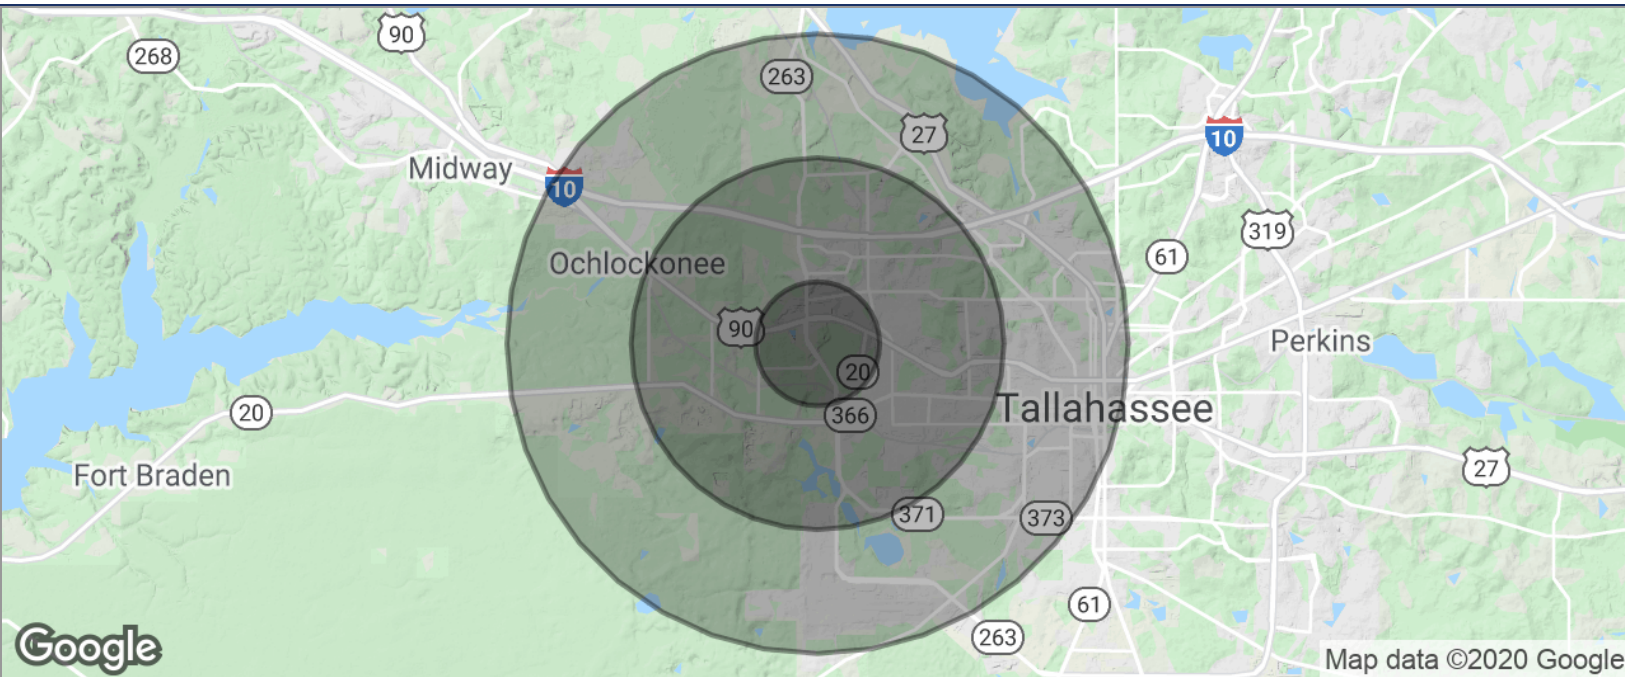 90
268
263
27
10
Midway
10
319
61
Ochlockonee
90
Perkins
20
20
Tallahassee
366
Fort Braden
27
371
373
61
263
Google
Map data ©2020 Google